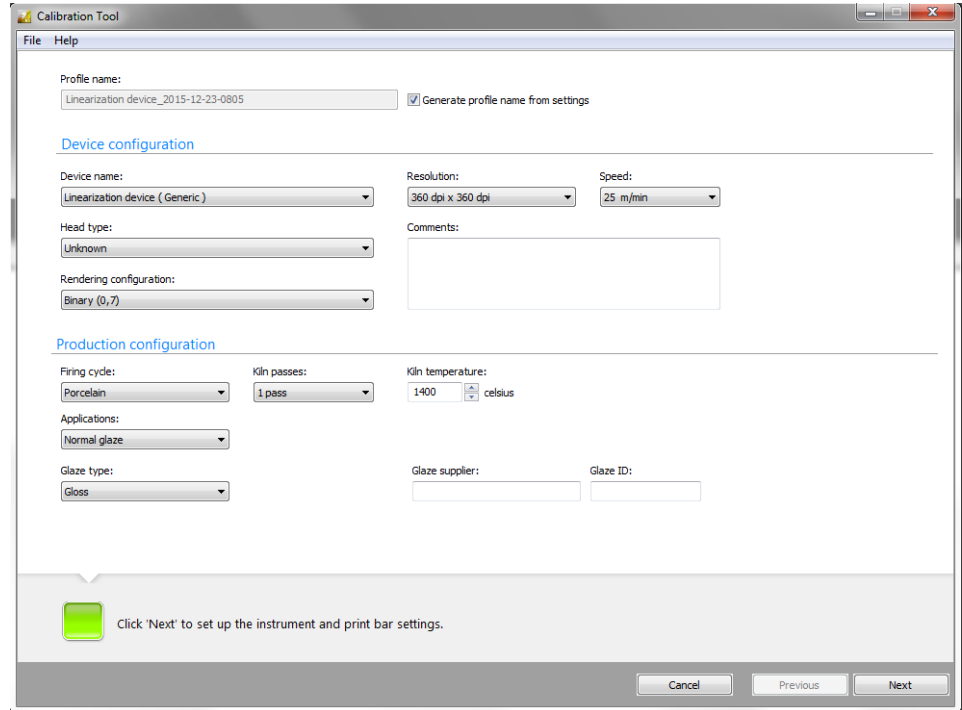 Calibration Tool
File Help
Profile name:
Linearization device_2015-12-23-0805
Generate profile name from settings
Device configuration
Device name: Resolution: Speed:
Linearization device ( Generic ) 360 dpi x 360 dpi 25 m/min
Head type: Comments:
Unknown
Rendering configuration:
Binary (0,7)
Production configuration
Firing cycle: Kiln passes: Kiln temperature:
Porcelain 1 pass 1400 celsius
Applications:
Normal glaze
Glaze type: Glaze supplier: Glaze ID:
Gloss
Click 'Next' to set up the instrument and print bar settings.
Cancel Previous Next